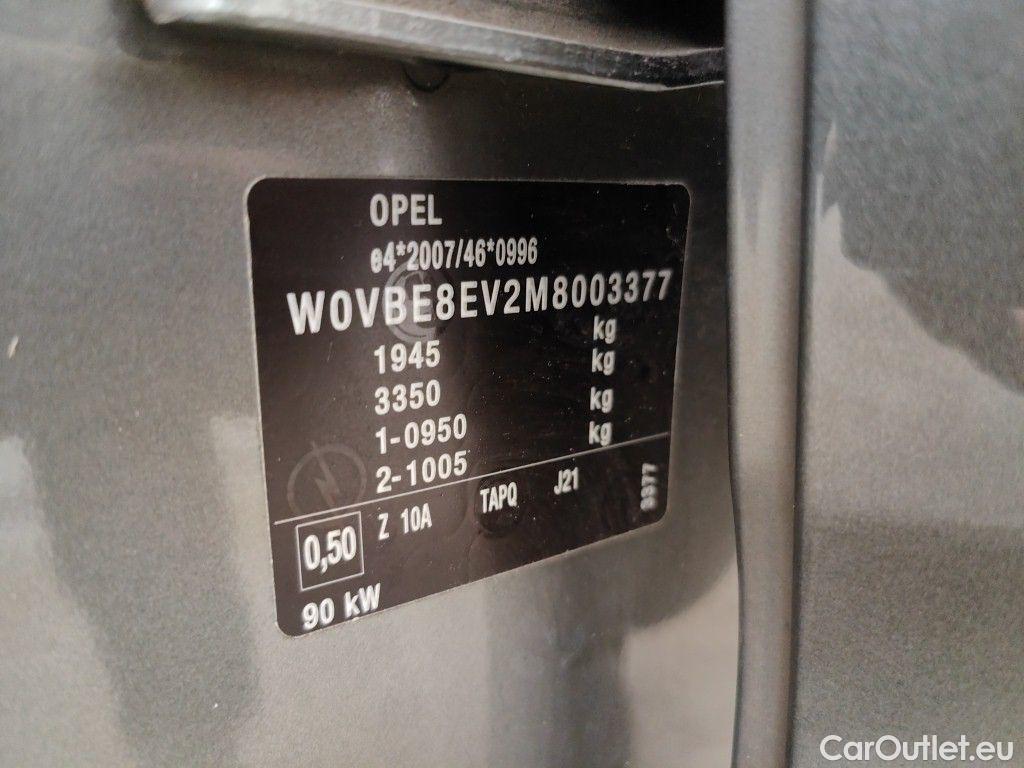 OPEL
e4*2007/46*0996
W0VBE8EV2M8003377
1945 kg
3350 kg
1-0950 kg
2-1005 kg
0,50 Z 10A TAPQ J21
3377
90 kW
CarOutlet.eu